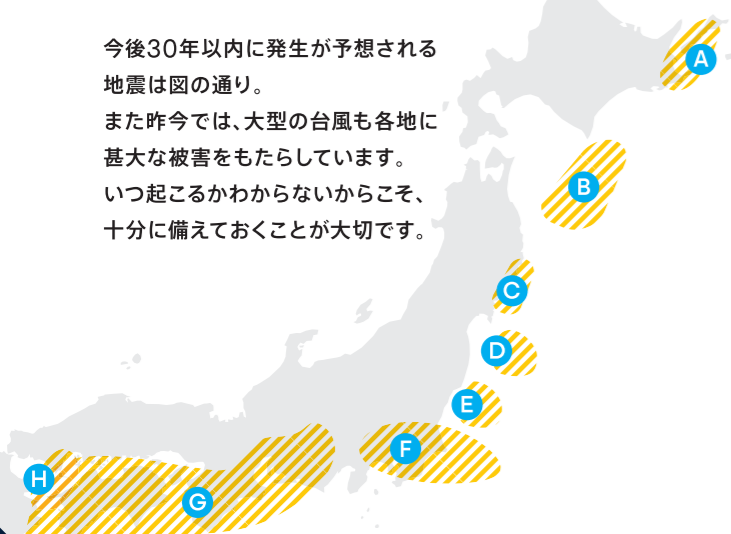 今後30年以内に発生が予想される
地震は図の通り。
また昨今では、大型の台風も各地に
甚大な被害をもたらしています。
いつ起こるかわからないからこそ、
十分に備えておくことが大切です。
A
B
C
D
E
F
H
G